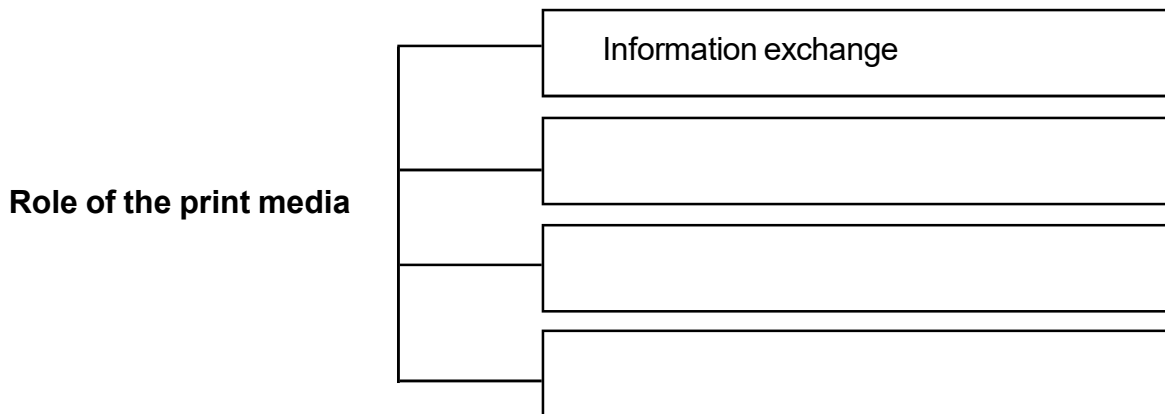 Information exchange
Role of the print media